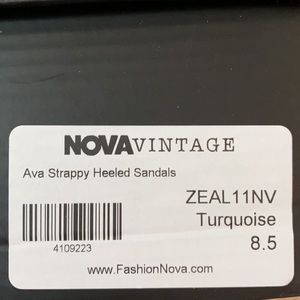 NOVAVINTAGE
Ava Strappy Heeled Sandals
ZEAL11NV
Turquoise
8.5
4109223
www.FashionNova.com